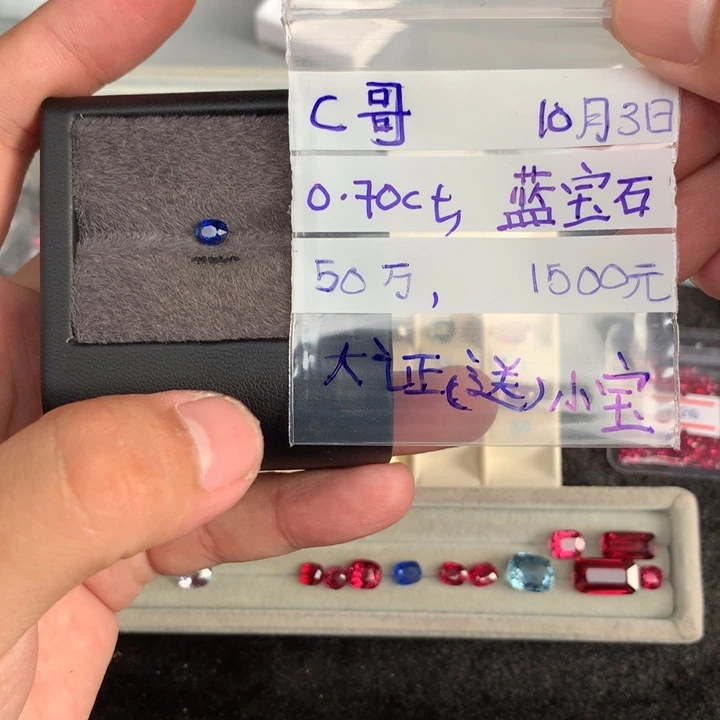 C哥 10月3日
0.70ct, 蓝宝石
50万, 1500元
大证(送)小宝